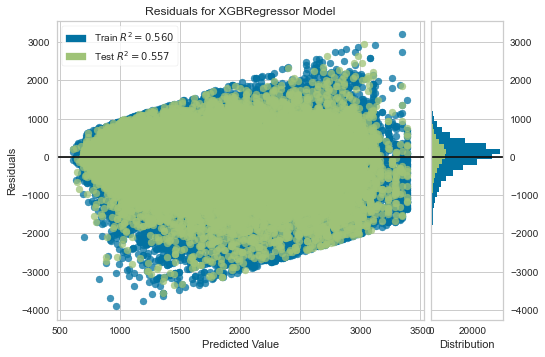 Residuals for XGBRegressor Model
Train R² = 0.560
Test R² = 0.557
3000
2000
1000
0
−1000
−2000
−3000
−4000
Residuals
500 1000 1500 2000 2500 3000 3500
Predicted Value
3000
2000
1000
0
−1000
−2000
−3000
−4000
0 20000
Distribution